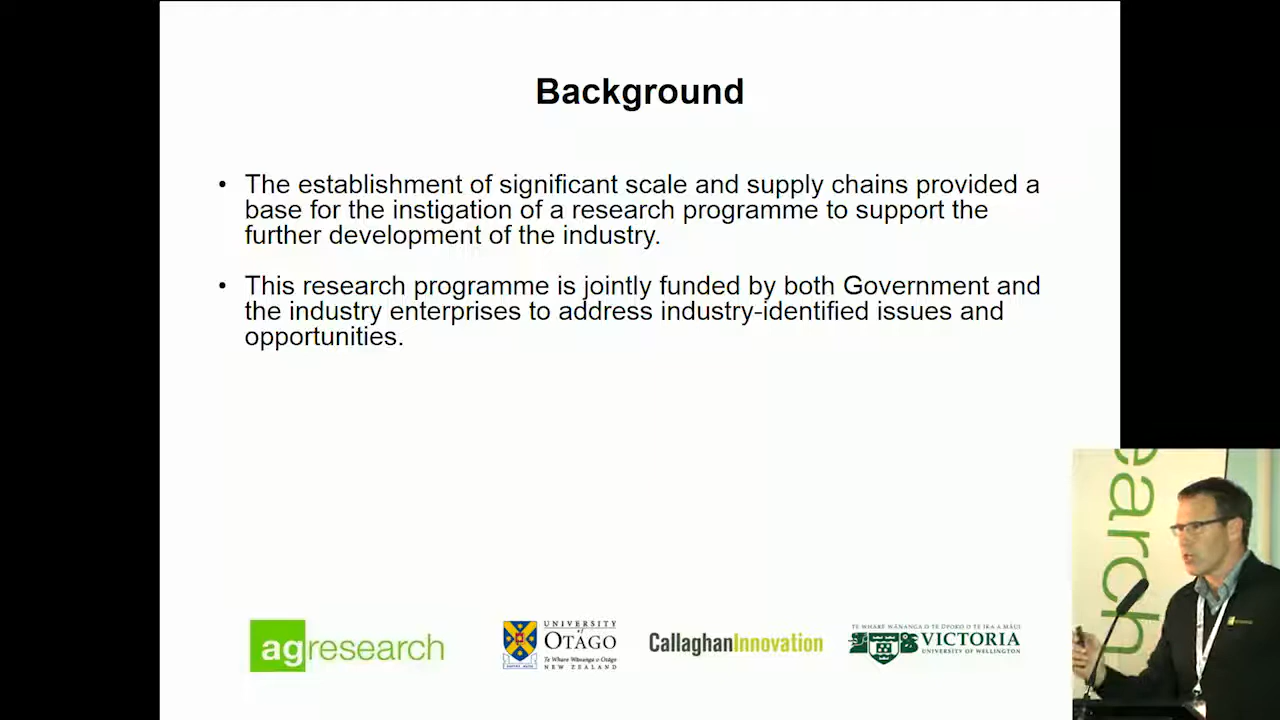 Background
• The establishment of significant scale and supply chains provided a
base for the instigation of a research programme to support the
further development of the industry.
• This research programme is jointly funded by both Government and
the industry enterprises to address industry-identified issues and
opportunities.
agresearch
UNIVERSITY
of
OTAGO
Te Whare Wānanga o Otāgo
NEW ZEALAND
CallaghanInnovation
TE WHARE WĀNANGA O TE ŪPOKO O TE IKA A MĀUI
VICTORIA
UNIVERSITY OF WELLINGTON
earch